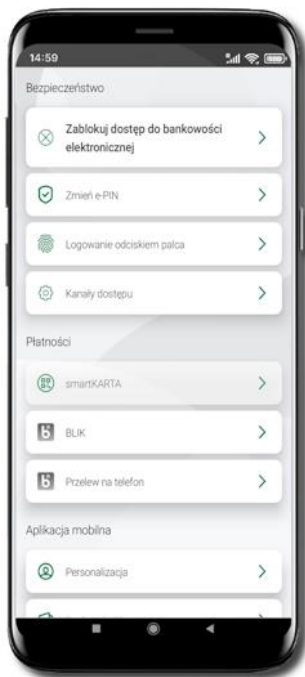 14:59
Bezpieczeństwo
Zablokuj dostęp do bankowości
elektronicznej
Zmień e-PIN
Logowanie odciskiem palca
Kanały dostępu
Płatności
smartKARTA
BLIK
Przelew na telefon
Aplikacja mobilna
Personalizacja